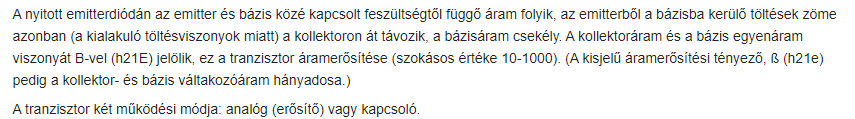 A nyitott emitterdiódán az emitter és bázis közé kapcsolt feszültségtől függő áram folyik, az emitterből a bázisba kerülő töltések zöme
azonban (a kialakuló töltésviszonyok miatt) a kollektoron át távozik, a bázisáram csekély. A kollektoráram és a bázis egyenáram
viszonyát B-vel (h21E) jelölik, ez a tranzisztor áramerősítése (szokásos értéke 10-1000). (A kisjelű áramerősítési tényező, ß (h21e)
pedig a kollektor- és bázis váltakozóáram hányadosa.)
A tranzisztor két működési módja: analóg (erősítő) vagy kapcsoló.